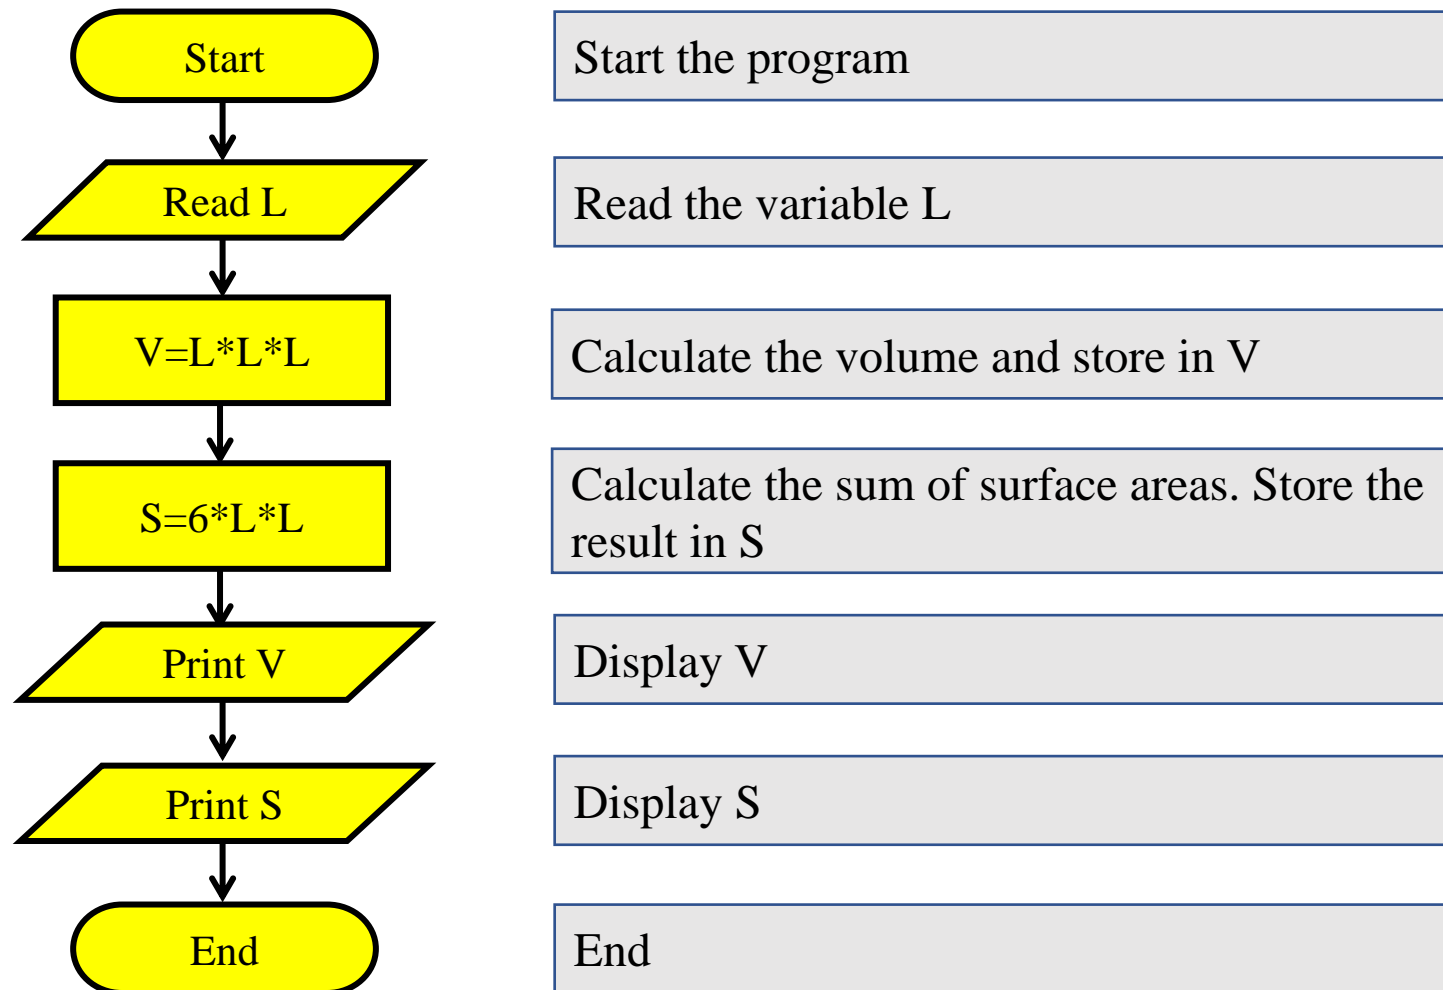 Start
Start the program
Read L
Read the variable L
V=L*L*L
Calculate the volume and store in V
S=6*L*L
Calculate the sum of surface areas. Store the
result in S
Print V
Display V
Print S
Display S
End
End